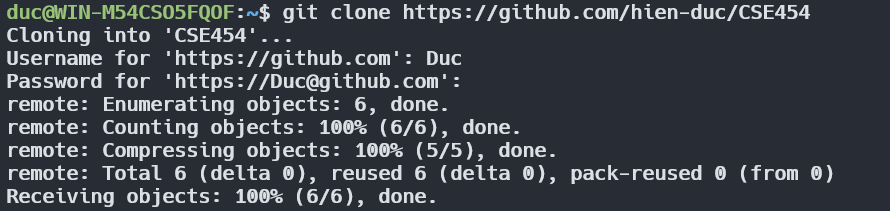 duc@WIN-M54CSO5FQOF:~$ git clone https://github.com/hien-duc/CSE454
Cloning into 'CSE454'...
Username for 'https://github.com': Duc
Password for 'https://Duc@github.com':
remote: Enumerating objects: 6, done.
remote: Counting objects: 100% (6/6), done.
remote: Compressing objects: 100% (5/5), done.
remote: Total 6 (delta 0), reused 6 (delta 0), pack-reused 0 (from 0)
Receiving objects: 100% (6/6), done.